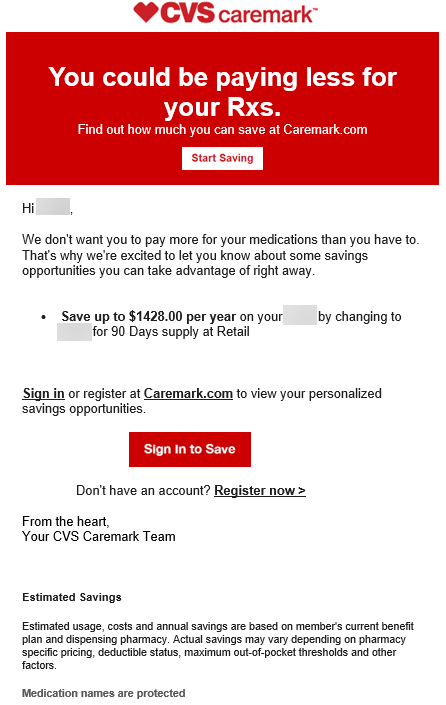 CVS caremark™
You could be paying less for
your Rxs.
Find out how much you can save at Caremark.com
Start Saving
Hi ,
We don't want you to pay more for your medications than you have to.
That's why we're excited to let you know about some savings
opportunities you can take advantage of right away.
• Save up to $1428.00 per year on your by changing to
for 90 Days supply at Retail
Sign in or register at Caremark.com to view your personalized
savings opportunities.
Sign In to Save
Don't have an account? Register now >
From the heart,
Your CVS Caremark Team
Estimated Savings
Estimated usage, costs and annual savings are based on member's current benefit
plan and dispensing pharmacy. Actual savings may vary depending on pharmacy
specific pricing, deductible status, maximum out-of-pocket thresholds and other
factors.
Medication names are protected